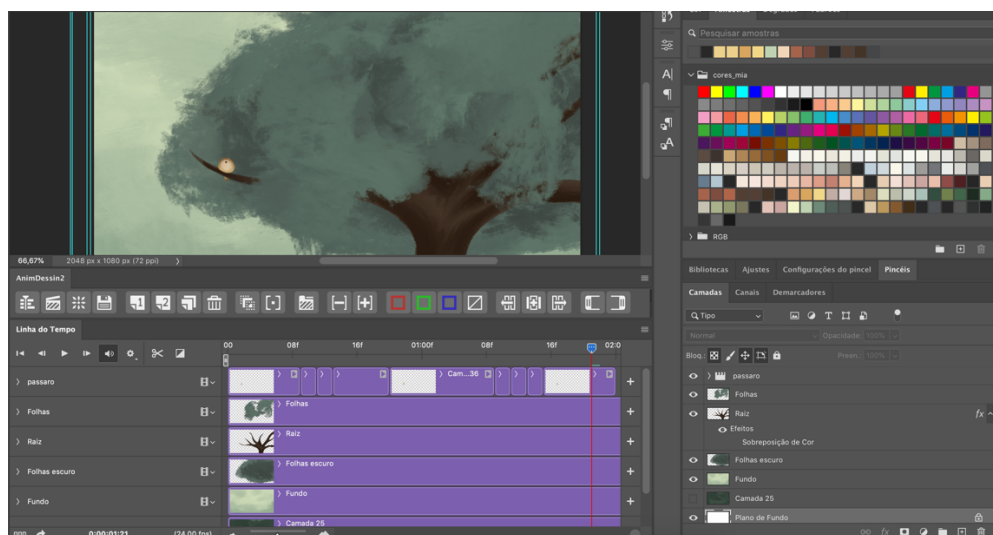 Pesquisar amostras
cores_mia
RGB
66,67%
2048 px x 1080 px (72 ppi)
AnimDessin2
Bibliotecas
Ajustes
Configurações do pincel
Pincéis
Camadas
Canais
Demarcadores
Tipo
Linha do Tempo
Normal
Opacidade: 100%
00
08f
16f
01:00f
08f
16f
02:0
Bloq.:
Preen.: 100%
passaro
Cam...36
passaro
Folhas
Folhas
Folhas
Raiz
fx
Raiz
Raiz
Efeitos
Sobreposição de Cor
Folhas escuro
Folhas escuro
Folhas escuro
Fundo
Fundo
Fundo
Camada 25
Camada 25
Plano de Fundo
0:00:01:21
(24,00 fps)
fx